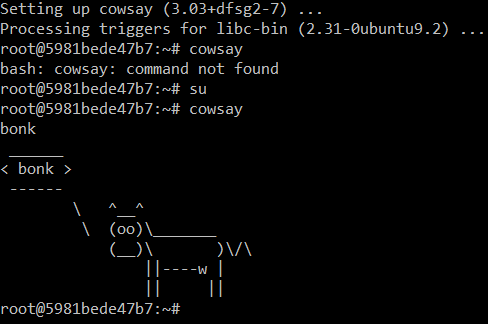 Setting up cowsay (3.03+dfsg2-7) ...
Processing triggers for libc-bin (2.31-0ubuntu9.2) ...
root@5981bede47b7:~# cowsay
bash: cowsay: command not found
root@5981bede47b7:~# su
root@5981bede47b7:~# cowsay
bonk
 ______
< bonk >
 ------
        \   ^__^
         \  (oo)\_______
            (__)\       )\/\
                ||----w |
                ||     ||
root@5981bede47b7:~#